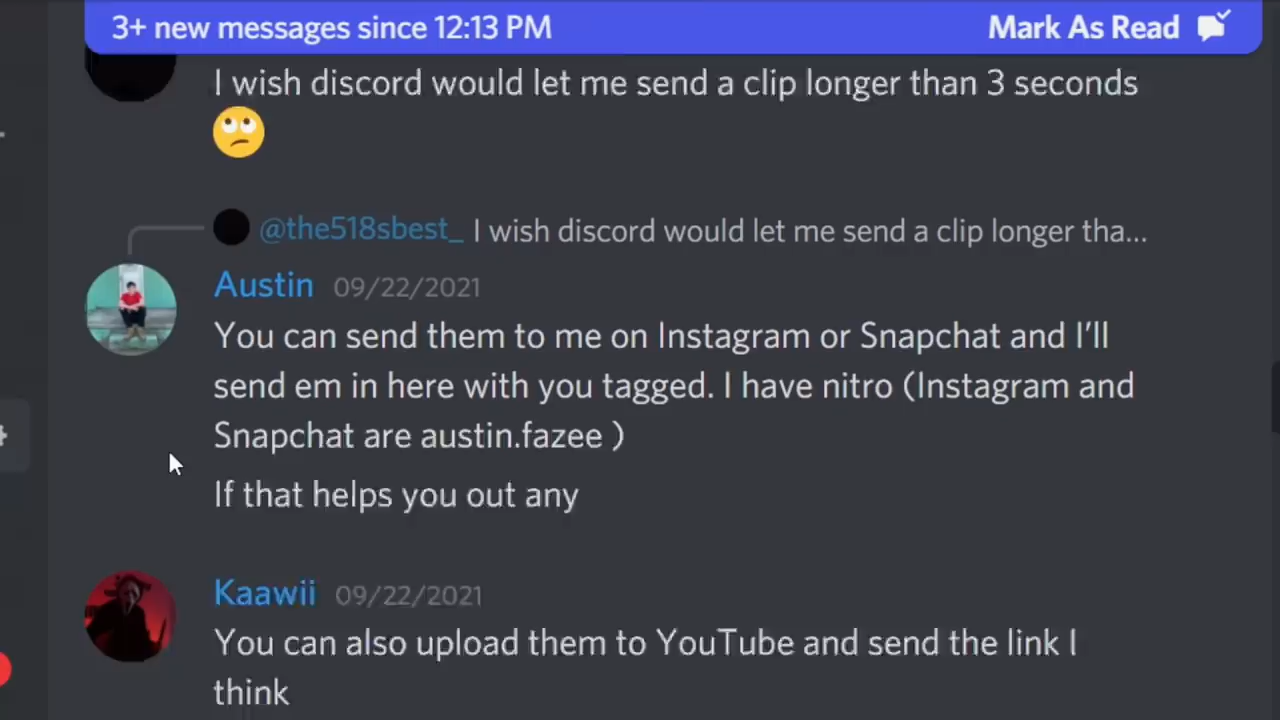 3+ new messages since 12:13 PM Mark As Read
I wish discord would let me send a clip longer than 3 seconds
@the518sbest_ I wish discord would let me send a clip longer tha...
Austin 09/22/2021
You can send them to me on Instagram or Snapchat and I’ll
send em in here with you tagged. I have nitro (Instagram and
Snapchat are austin.fazee )
If that helps you out any
Kaawii 09/22/2021
You can also upload them to YouTube and send the link I
think